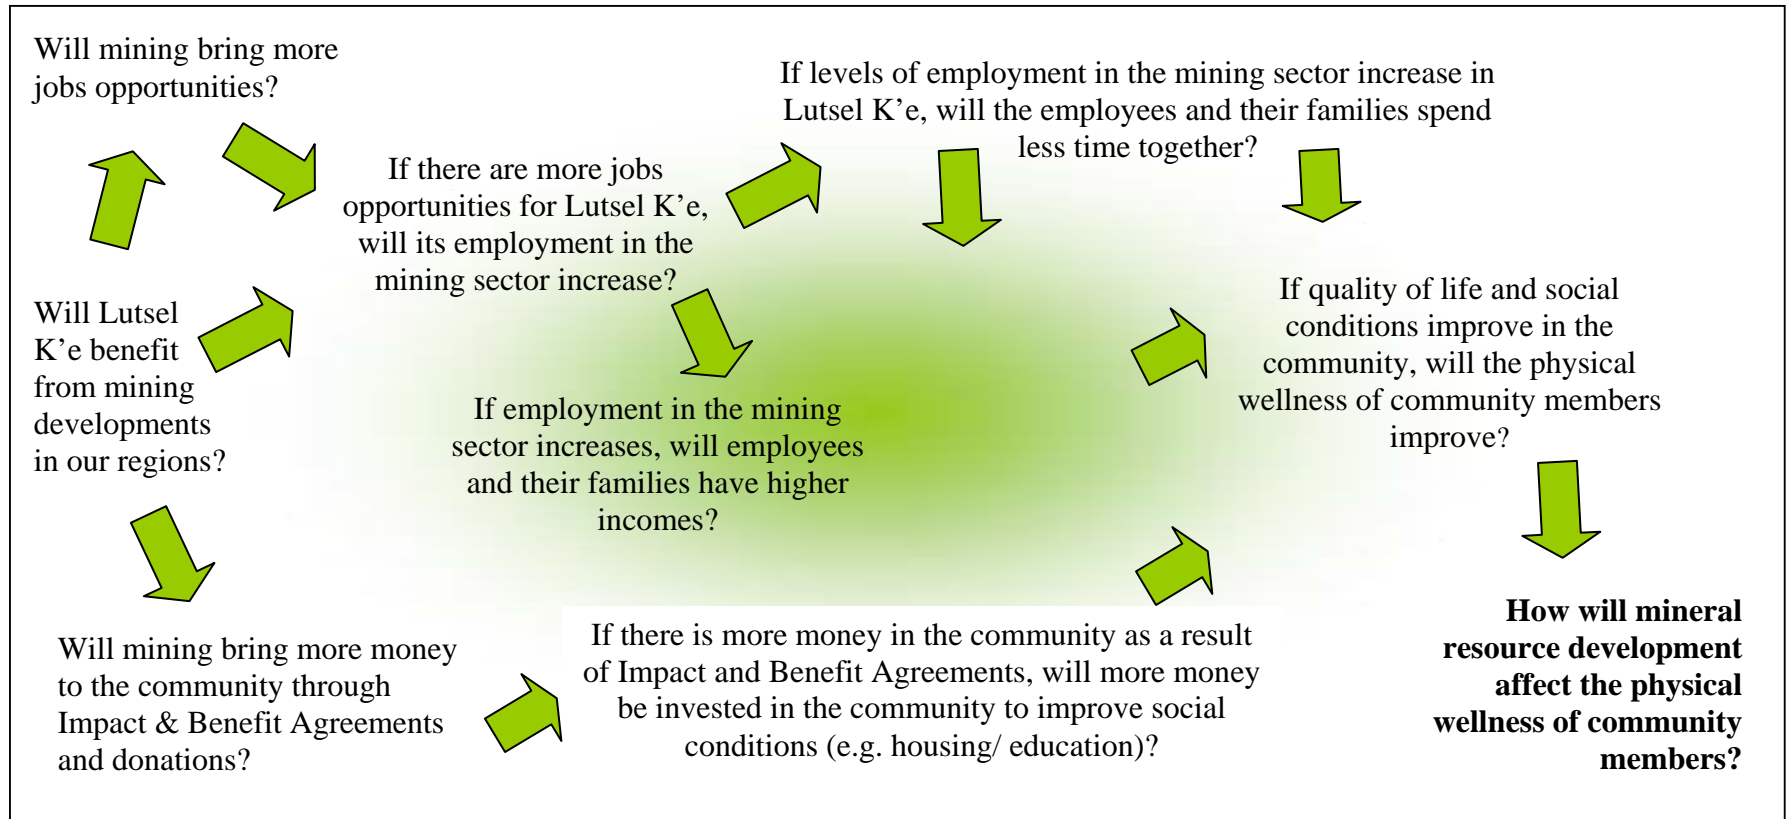 Will mining bring more
jobs opportunities?
If levels of employment in the mining sector increase in
Lutsel K’e, will the employees and their families spend
less time together?
If there are more jobs
opportunities for Lutsel K’e,
will its employment in the
mining sector increase?
Will Lutsel
K’e benefit
from mining
developments
in our regions?
If quality of life and social
conditions improve in the
community, will the physical
wellness of community members
improve?
If employment in the mining
sector increases, will employees
and their families have higher
incomes?
Will mining bring more money
to the community through
Impact & Benefit Agreements
and donations?
If there is more money in the community as a result
of Impact and Benefit Agreements, will more money
be invested in the community to improve social
conditions (e.g. housing/ education)?
How will mineral
resource development
affect the physical
wellness of community
members?